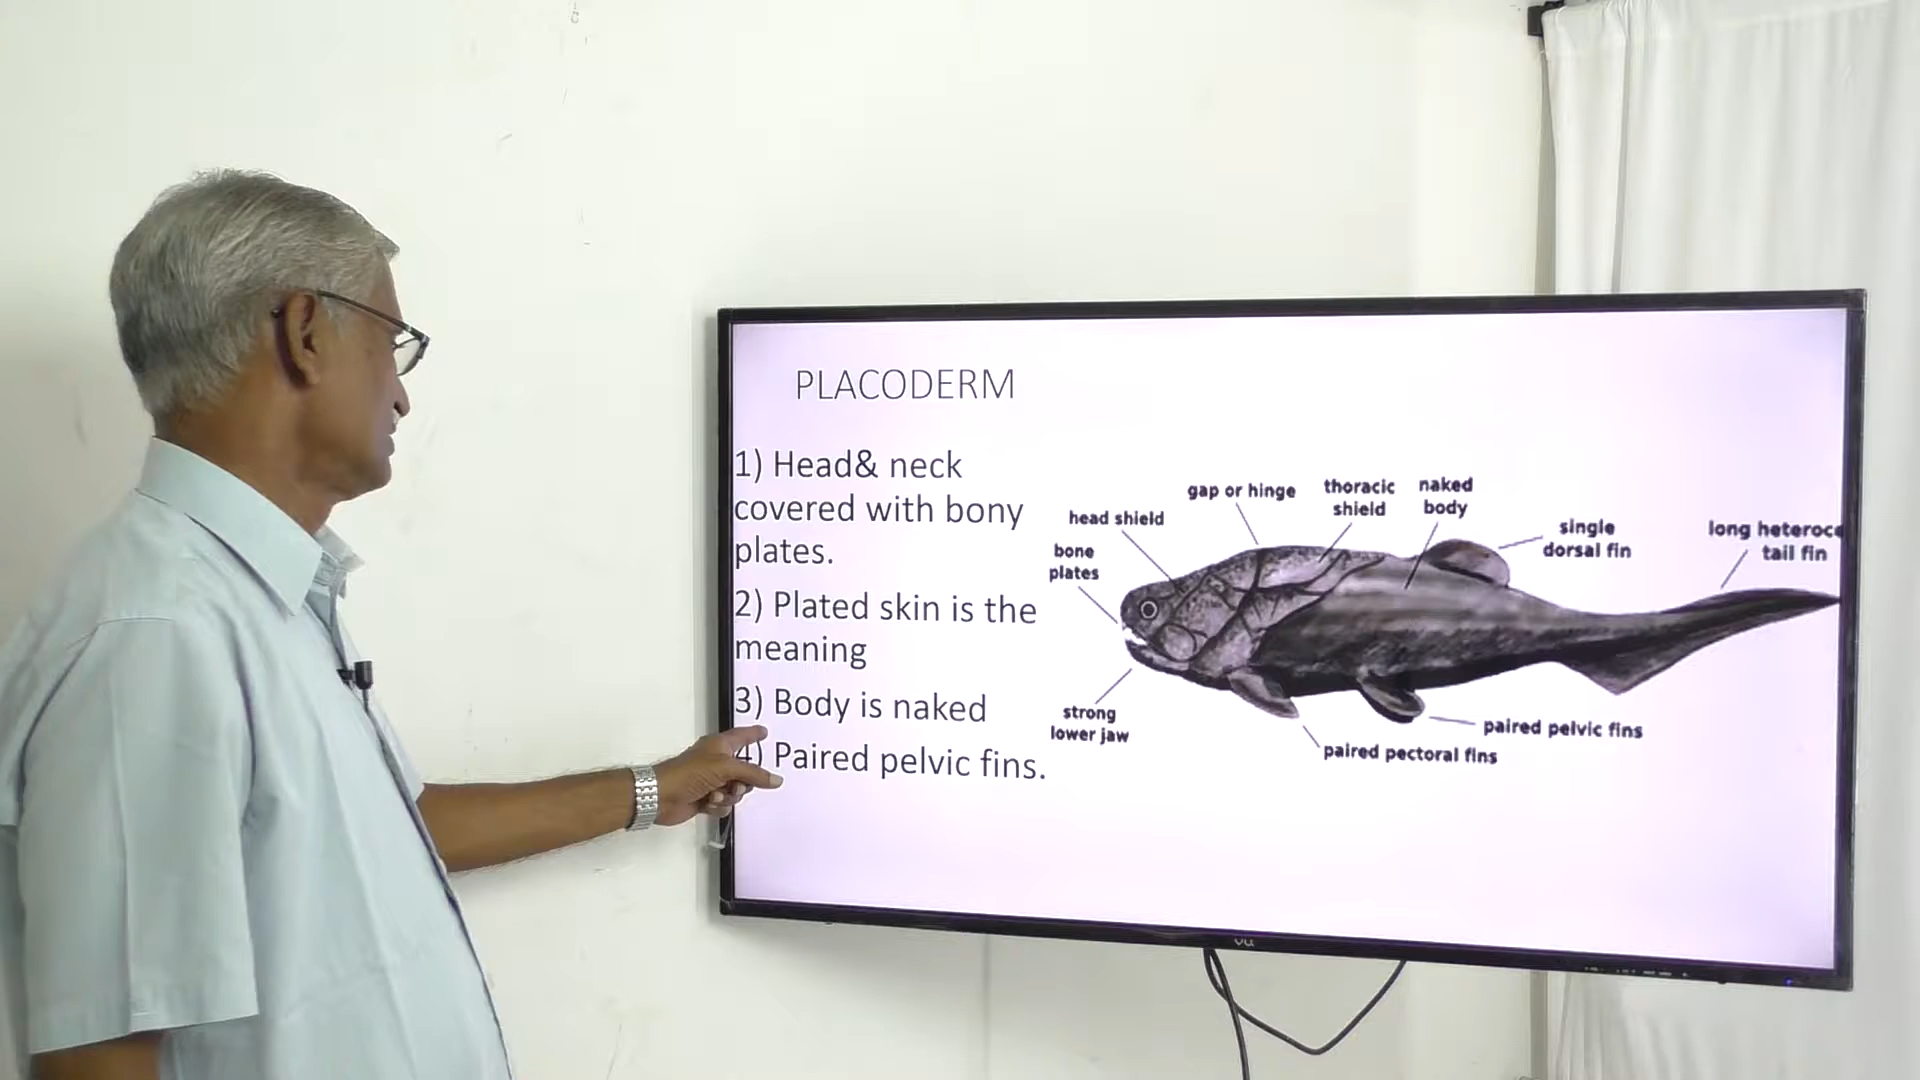 PLACODERM
1) Head& neck
covered with bony
plates.
2) Plated skin is the
meaning
3) Body is naked
4) Paired pelvic fins.
gap or hinge
thoracic
shield
naked
body
head shield
single
dorsal fin
long heteroce
tail fin
bone
plates
strong
lower jaw
paired pectoral fins
paired pelvic fins